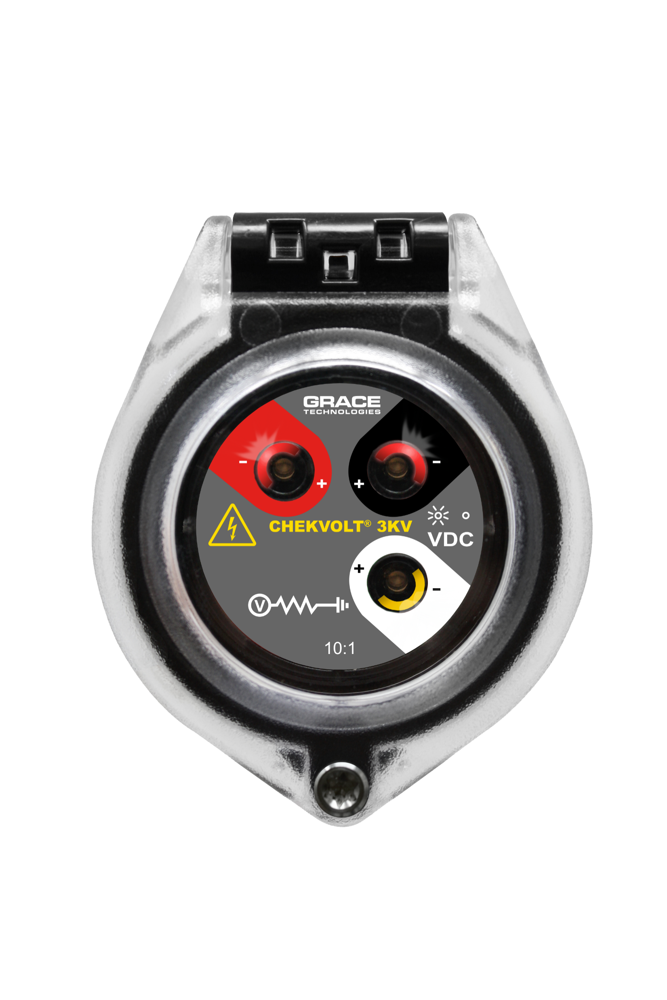 GRACE
TECHNOLOGIES
- +
+ -
CHEKVOLT® 3KV
VDC
+ -
V
10:1